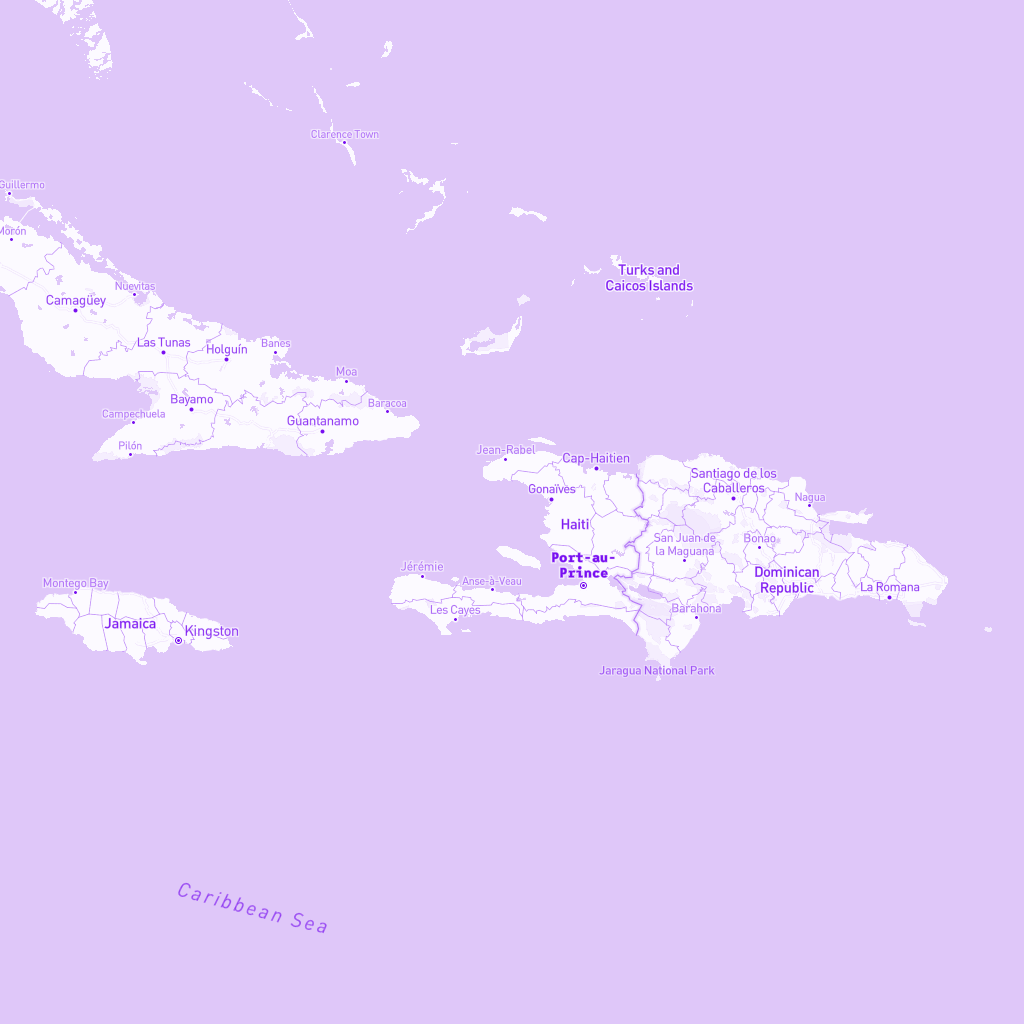 Clarence Town
Guillermo
Morón
Turks and
Caicos Islands
Nuevitas
Camagüey
Las Tunas
Holguín
Banes
Moa
Bayamo
Baracoa
Campechuela
Guantanamo
Pilón
Jean-Rabel
Cap-Haïtien
Santiago de los
Caballeros
Gonaïves
Nagua
Haiti
San Juan de
la Maguana
Bonao
Port-au-
Prince
Jérémie
Anse-à-Veau
Dominican
Republic
La Romana
Montego Bay
Les Cayes
Barahona
Jamaica
Kingston
Jaragua National Park
Caribbean Sea